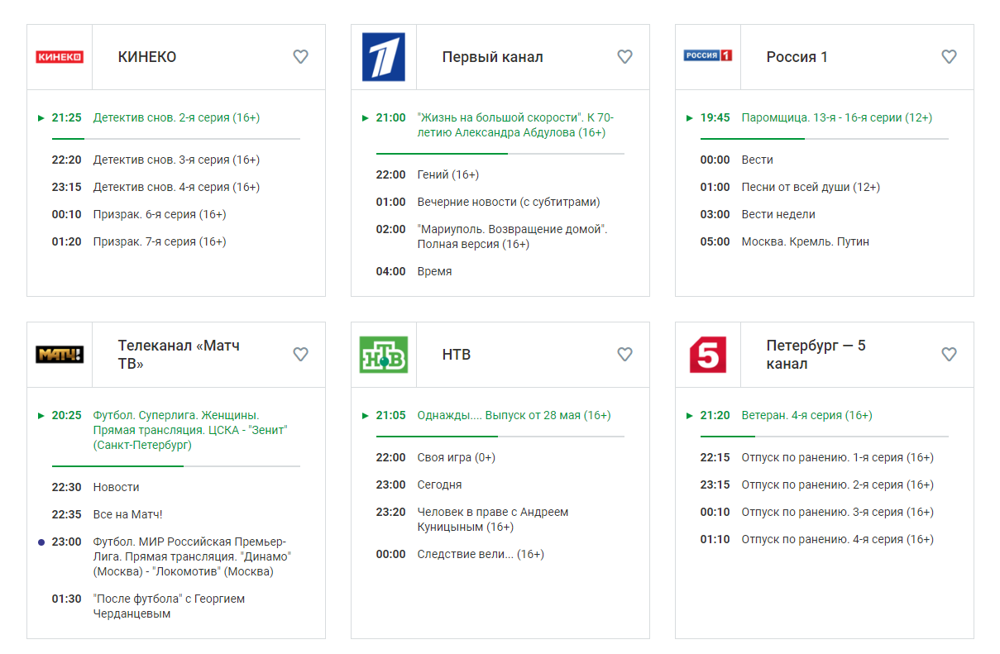 КИНЕКО
КИНЕКО
21:25 Детектив снов. 2-я серия (16+)
22:20 Детектив снов. 3-я серия (16+)
23:15 Детектив снов. 4-я серия (16+)
00:10 Призрак. 6-я серия (16+)
01:20 Призрак. 7-я серия (16+)
1
Первый канал
21:00 "Жизнь на большой скорости". К 70-
летию Александра Абдулова (16+)
22:00 Гений (16+)
01:00 Вечерние новости (с субтитрами)
02:00 "Мариуполь. Возвращение домой".
Полная версия (16+)
04:00 Время
РОССИЯ 1
Россия 1
19:45 Паромщица. 13-я - 16-я серии (12+)
00:00 Вести
01:00 Песни от всей души (12+)
03:00 Вести недели
05:00 Москва. Кремль. Путин
МАТЧ!
Телеканал «Матч
ТВ»
20:25 Футбол. Суперлига. Женщины.
Прямая трансляция. ЦСКА - "Зенит"
(Санкт-Петербург)
22:30 Новости
22:35 Все на Матч!
23:00 Футбол. МИР Российская Премьер-
Лига. Прямая трансляция. "Динамо"
(Москва) - "Локомотив" (Москва)
01:30 "После футбола" с Георгием
Черданцевым
НТВ
НТВ
21:05 Однажды.... Выпуск от 28 мая (16+)
22:00 Своя игра (0+)
23:00 Сегодня
23:20 Человек в праве с Андреем
Куницыным (16+)
00:00 Следствие вели... (16+)
5
Петербург — 5
канал
21:20 Ветеран. 4-я серия (16+)
22:15 Отпуск по ранению. 1-я серия (16+)
23:15 Отпуск по ранению. 2-я серия (16+)
00:10 Отпуск по ранению. 3-я серия (16+)
01:10 Отпуск по ранению. 4-я серия (16+)